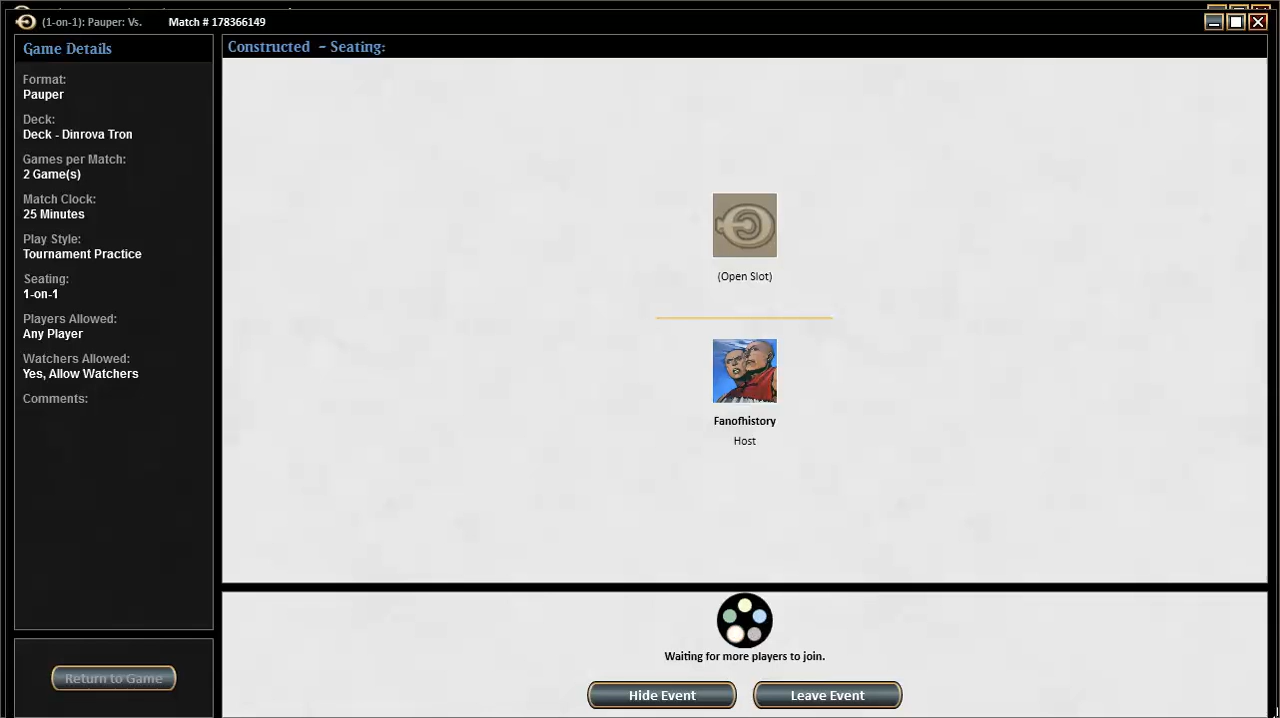 (1-on-1): Pauper: Vs. Match # 178366149
Game Details
Format:
Pauper
Deck:
Deck - Dinrova Tron
Games per Match:
2 Game(s)
Match Clock:
25 Minutes
Play Style:
Tournament Practice
Seating:
1-on-1
Players Allowed:
Any Player
Watchers Allowed:
Yes, Allow Watchers
Comments:
Return to Game
Constructed - Seating:
(Open Slot)
Fanofhistory
Host
Waiting for more players to join.
Hide Event Leave Event